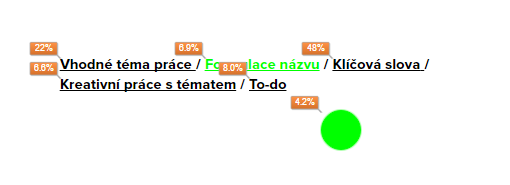 22% 6.9% 48%
Vhodné téma práce / Formulace názvu / Klíčová slova /
6.6% 8.0%
Kreativní práce s tématem / To-do
4.2%